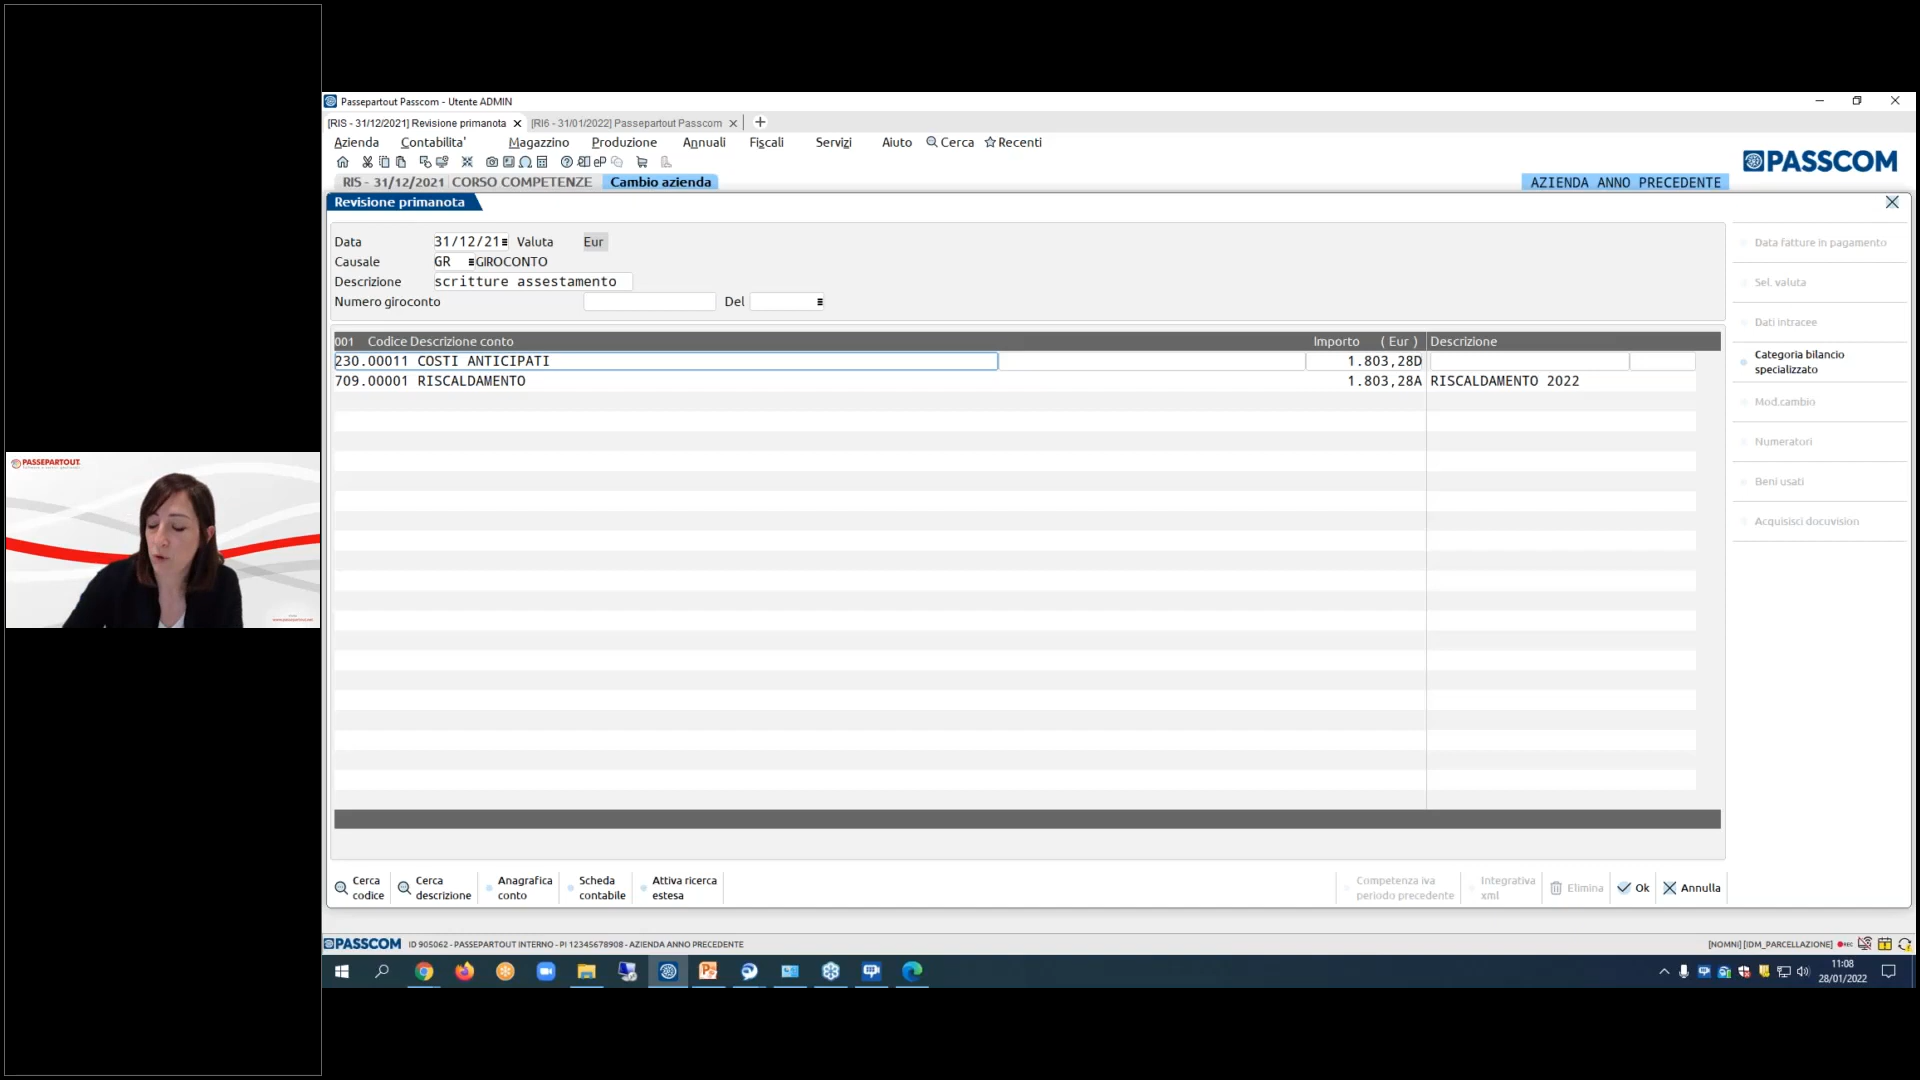 Passepartout Passcom - Utente ADMIN
[RIS - 31/12/2021] Revisione primanota
[RI6 - 31/01/2022] Passepartout Passcom
Azienda Contabilita' Magazzino Produzione Annuali Fiscali Servizi Aiuto Cerca Recenti
RIS - 31/12/2021 CORSO COMPETENZE Cambio azienda
AZIENDA ANNO PRECEDENTE
PASSCOM
Revisione primanota
Data 31/12/21 Valuta Eur
Causale GR GIROCONTO
Descrizione scritture assestamento
Numero giroconto Del
001 Codice Descrizione conto Importo ( Eur ) Descrizione
230.00011 COSTI ANTICIPATI 1.803,28D
709.00001 RISCALDAMENTO 1.803,28A RISCALDAMENTO 2022
Data fatture in pagamento
Sel. valuta
Dati intracee
Categoria bilancio
specializzato
Mod.cambio
Numeratori
Beni usati
Acquisisci docuvision
PASSEPARTOUT
Cerca
codice
Cerca
descrizione
Anagrafica
conto
Scheda
contabile
Attiva ricerca
estesa
Competenza iva
periodo precedente
Integrativa
xml
Elimina
Ok
Annulla
PASSCOM ID 905062 - PASSEPARTOUT INTERNO - PI 12345678908 - AZIENDA ANNO PRECEDENTE
[NOMNI] [IDM_PARCELLAZIONE]
11:08
28/01/2022